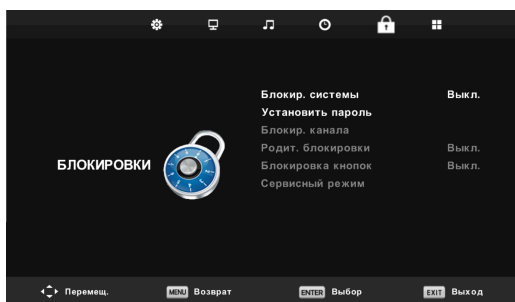 Блокир. системы Выкл.
Установить пароль
Блокир. канала
Родит. блокировки Выкл.
БЛОКИРОВКИ
Блокировка кнопок Выкл.
Сервисный режим
Перемещ. MENU Возврат ENTER Выбор EXIT Выход